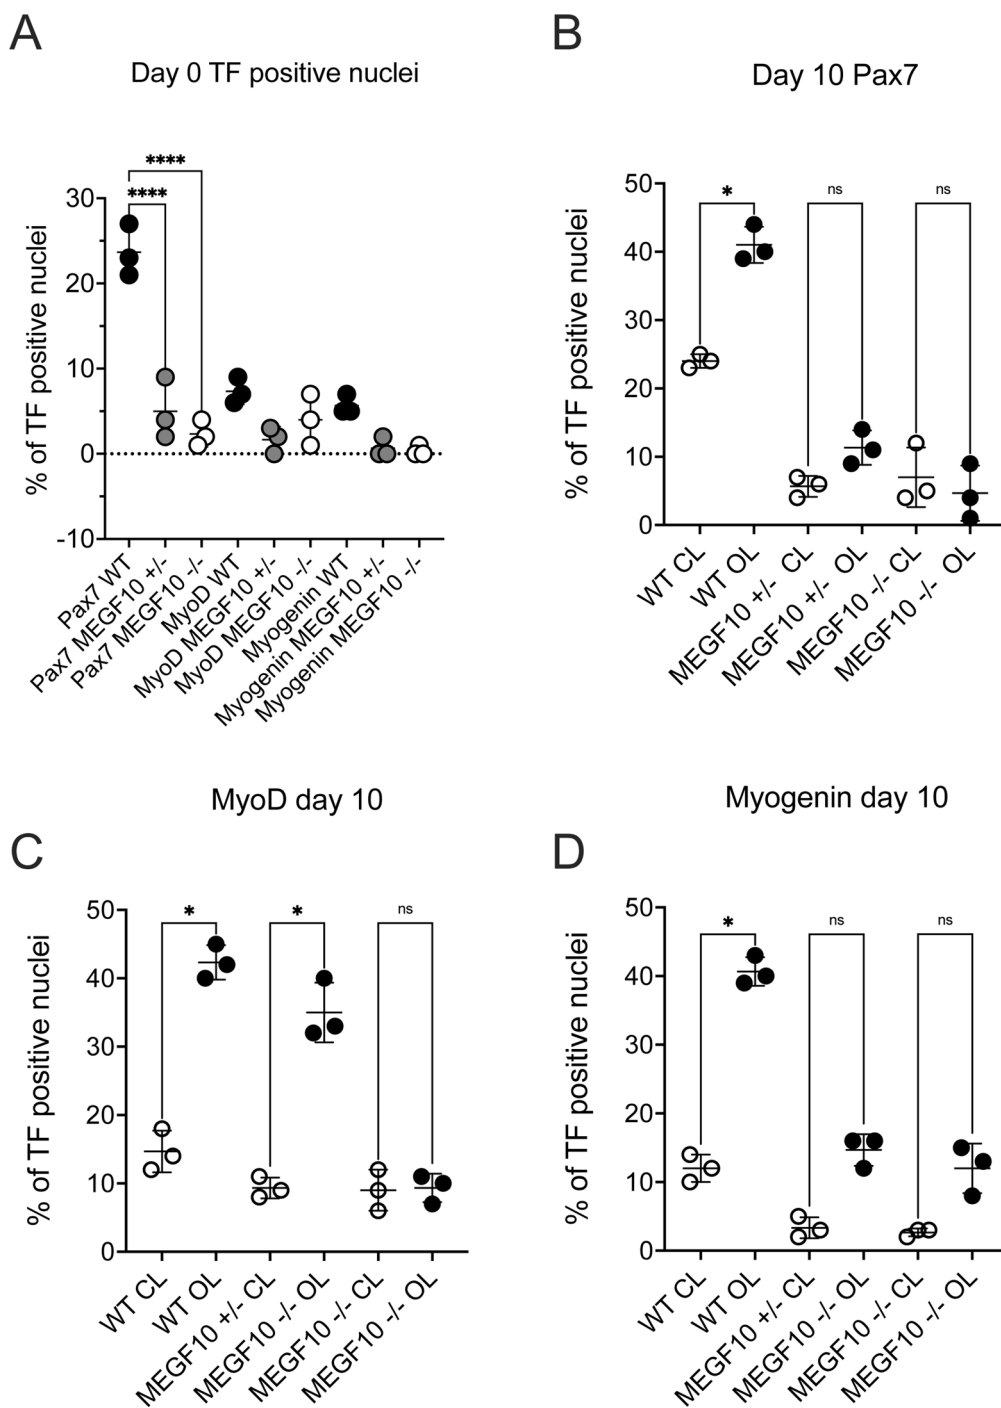 A
Day 0 TF positive nuclei
% of TF positive nuclei
30
20
10
0
-10
****
****
Pax7 WT
Pax7 MEGF10 +/-
Pax7 MEGF10 -/-
MyoD WT
MyoD MEGF10 +/-
MyoD MEGF10 -/-
Myogenin WT
Myogenin MEGF10 +/-
Myogenin MEGF10 -/-
B
Day 10 Pax7
% of TF positive nuclei
50
40
30
20
10
0
*
ns
ns
WT CL
WT OL
MEGF10 +/- CL
MEGF10 +/- OL
MEGF10 -/- CL
MEGF10 -/- OL
C
MyoD day 10
% of TF positive nuclei
50
40
30
20
10
0
*
*
ns
WT CL
WT OL
MEGF10 +/- CL
MEGF10 -/- OL
MEGF10 -/- CL
MEGF10 -/- OL
D
Myogenin day 10
% of TF positive nuclei
50
40
30
20
10
0
*
ns
ns
WT CL
WT OL
MEGF10 +/- CL
MEGF10 -/- OL
MEGF10 -/- CL
MEGF10 -/- OL